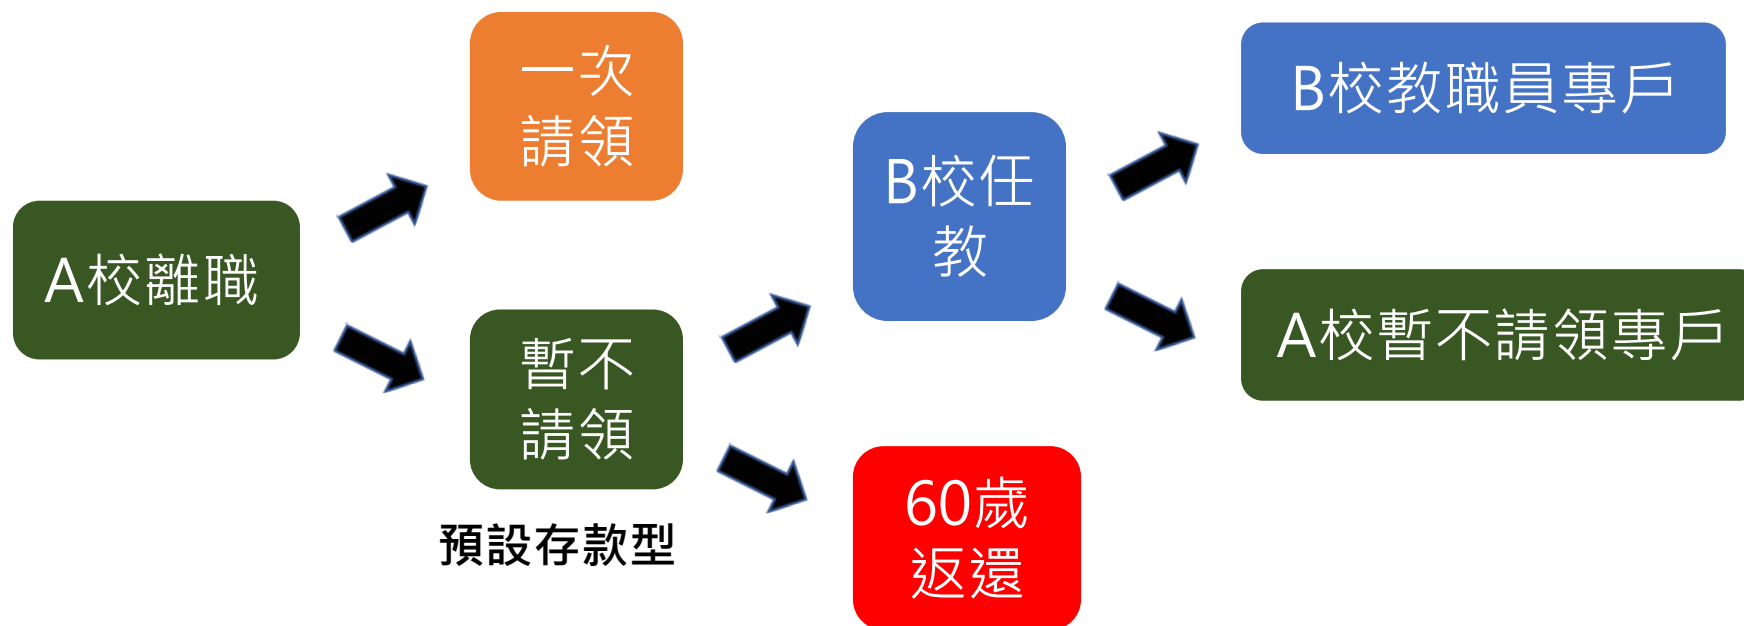 A校離職
一次
請領
暫不
請領
預設存款型
B校任
教
60歲
返還
B校教職員專戶
A校暫不請領專戶